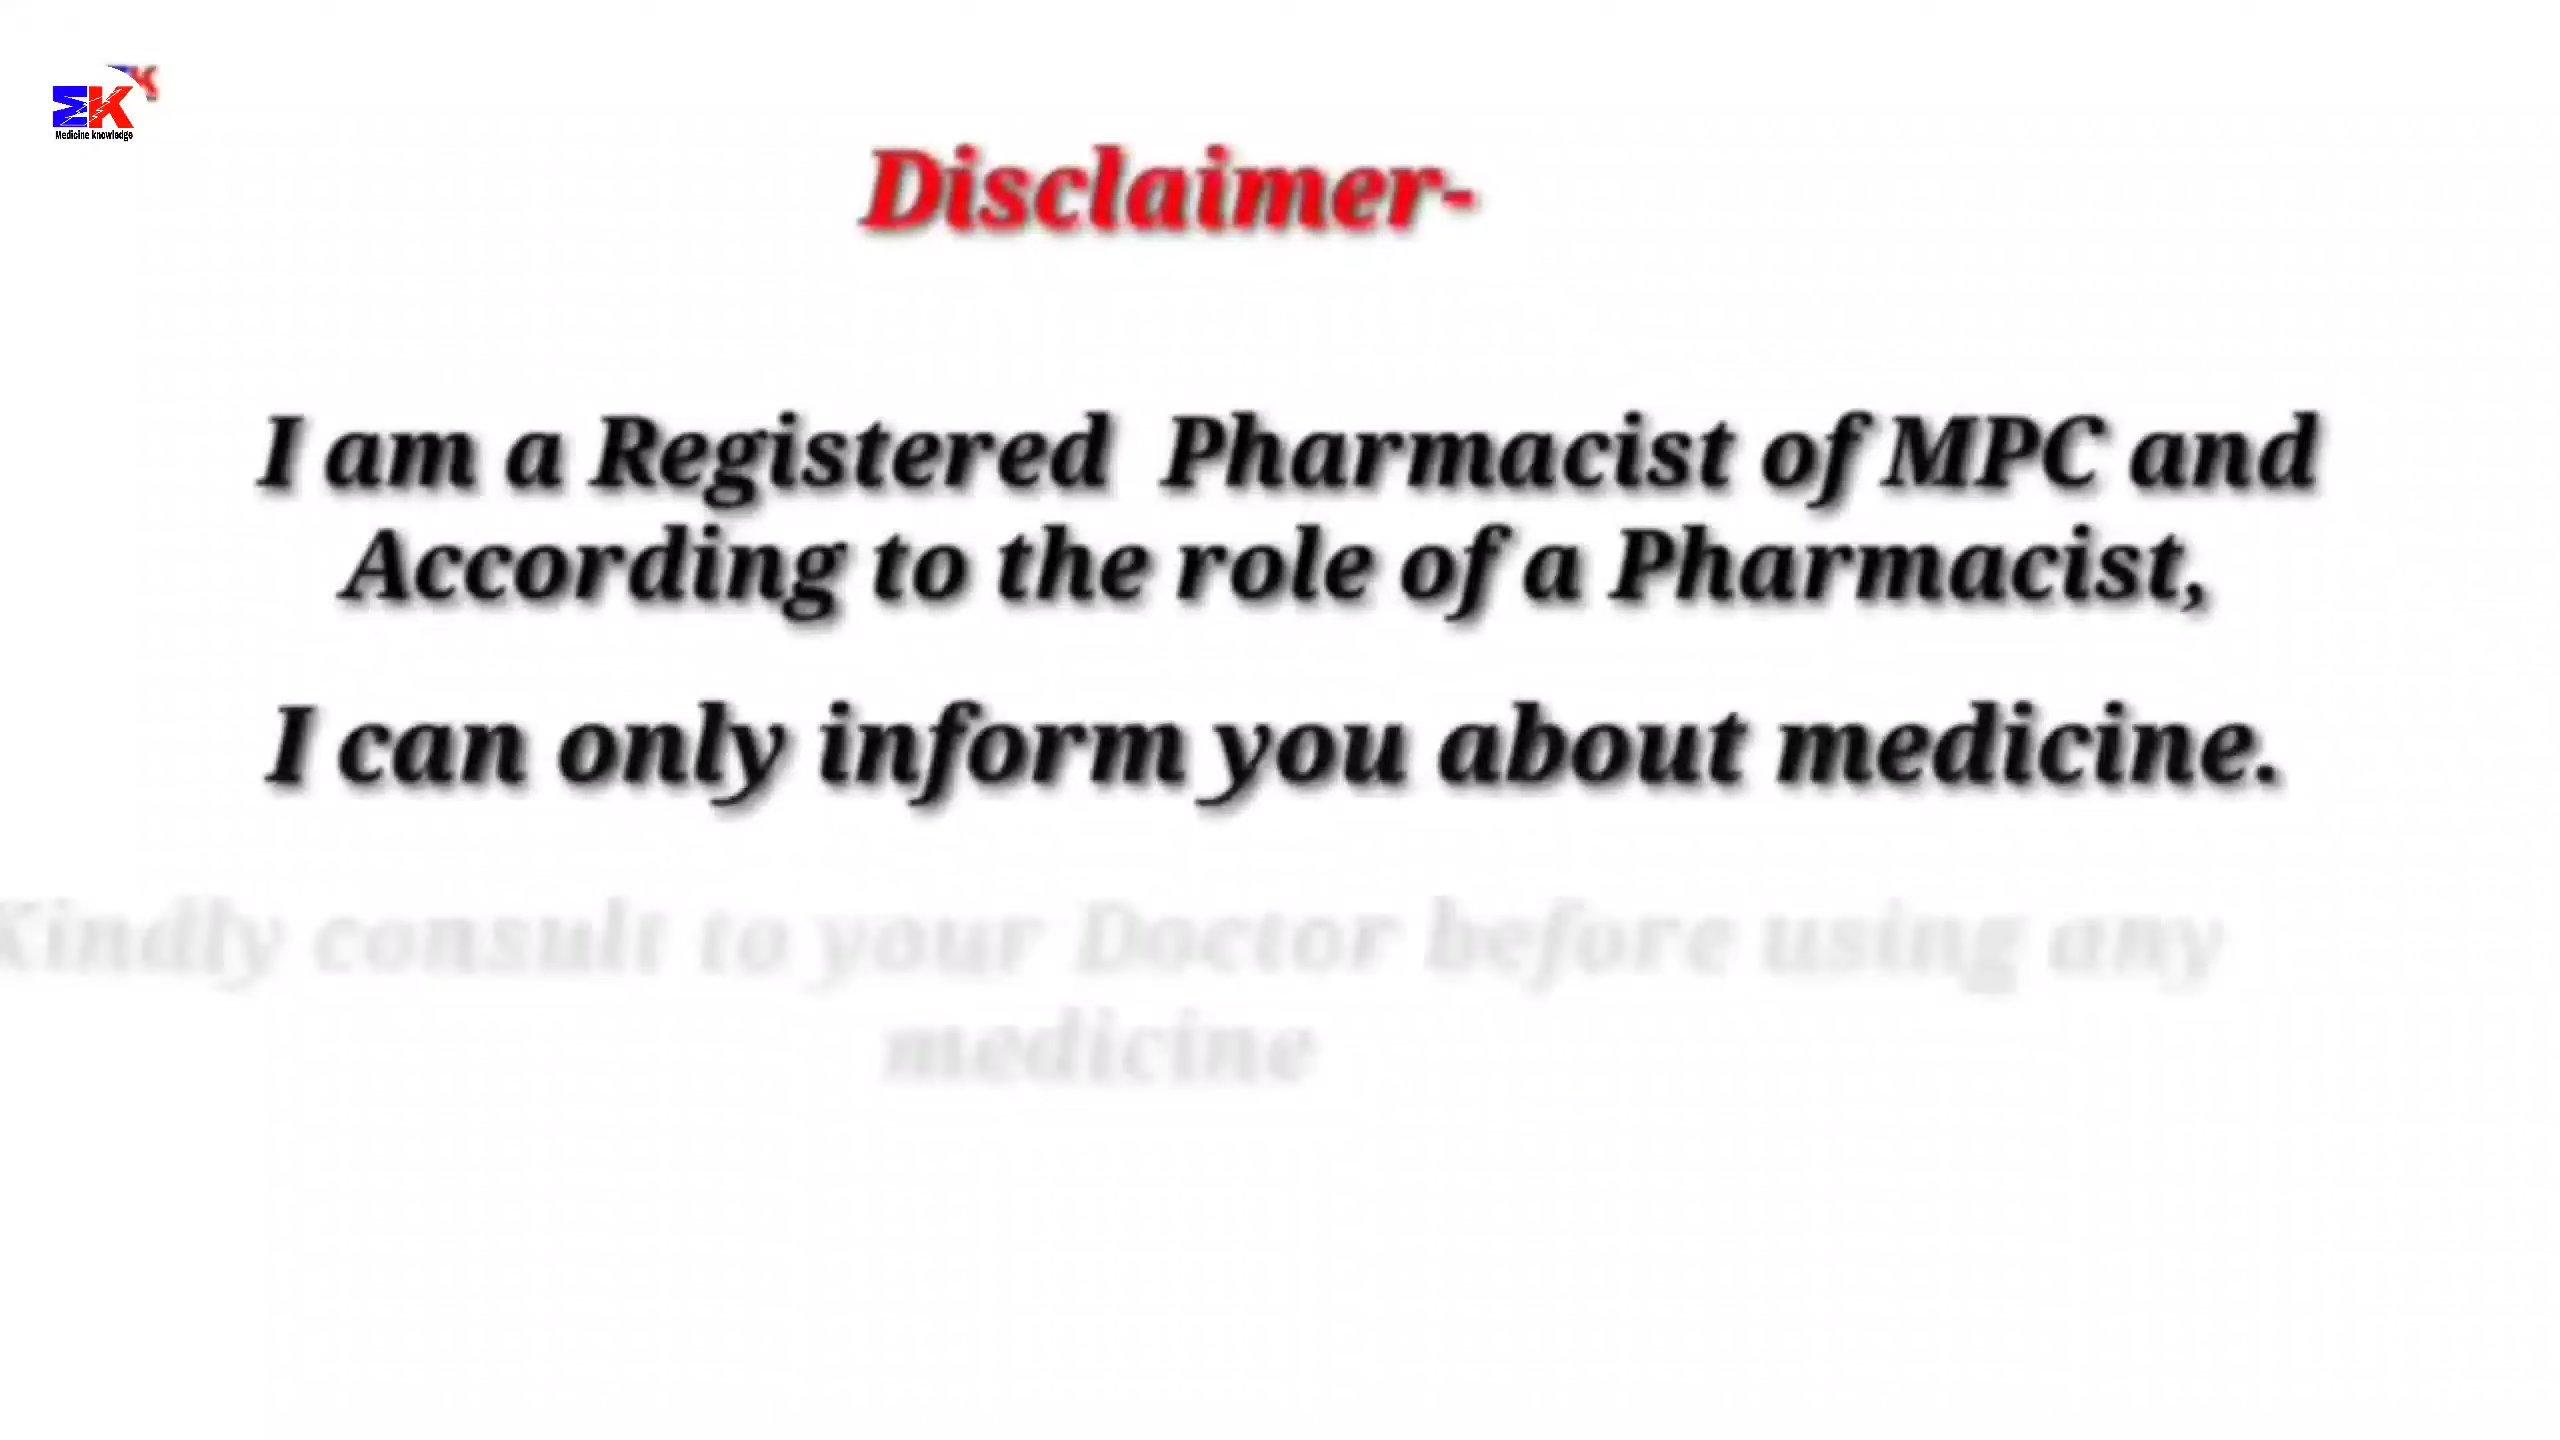 MK
Medicine knowledge
Disclaimer-
I am a Registered Pharmacist of MPC and
According to the role of a Pharmacist,
I can only inform you about medicine.
Kindly consult to your Doctor before using any
medicine